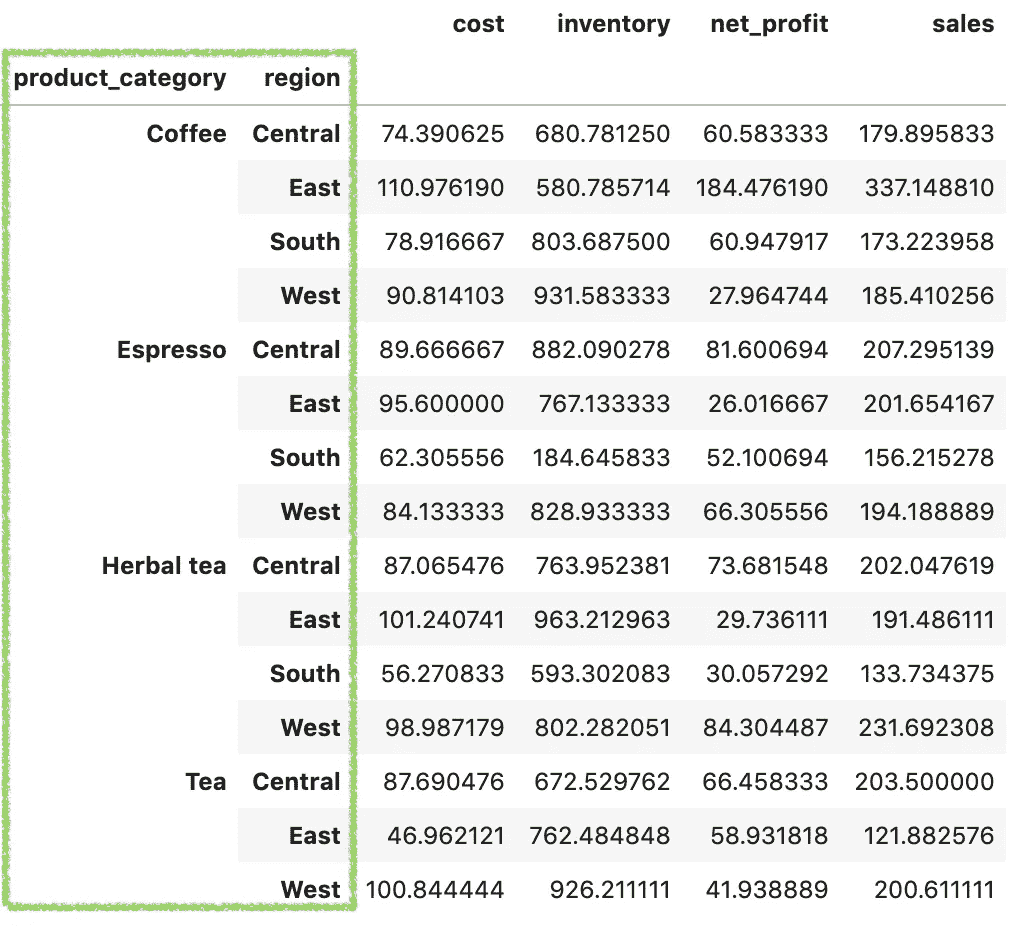 cost inventory net_profit sales
product_category region
Coffee Central 74.390625 680.781250 60.583333 179.895833
East 110.976190 580.785714 184.476190 337.148810
South 78.916667 803.687500 60.947917 173.223958
West 90.814103 931.583333 27.964744 185.410256
Espresso Central 89.666667 882.090278 81.600694 207.295139
East 95.600000 767.133333 26.016667 201.654167
South 62.305556 184.645833 52.100694 156.215278
West 84.133333 828.933333 66.305556 194.188889
Herbal tea Central 87.065476 763.952381 73.681548 202.047619
East 101.240741 963.212963 29.736111 191.486111
South 56.270833 593.302083 30.057292 133.734375
West 98.987179 802.282051 84.304487 231.692308
Tea Central 87.690476 672.529762 66.458333 203.500000
East 46.962121 762.484848 58.931818 121.882576
West 100.844444 926.211111 41.938889 200.611111